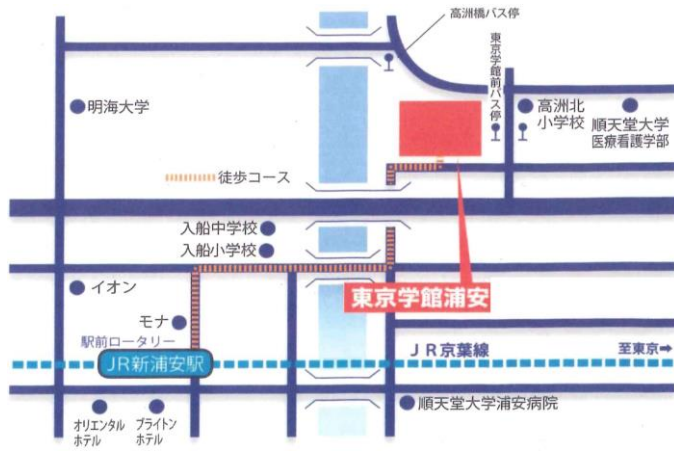 高洲橋バス停
東京学館前バス停
明海大学
高洲北
小学校
順天堂大学
医療看護学部
徒歩コース
入船中学校
入船小学校
東京学館浦安
イオン
モナ
駅前ロータリー
JR新浦安駅
JR京葉線
至東京➡
オリエンタル
ホテル
ブライトン
ホテル
順天堂大学浦安病院